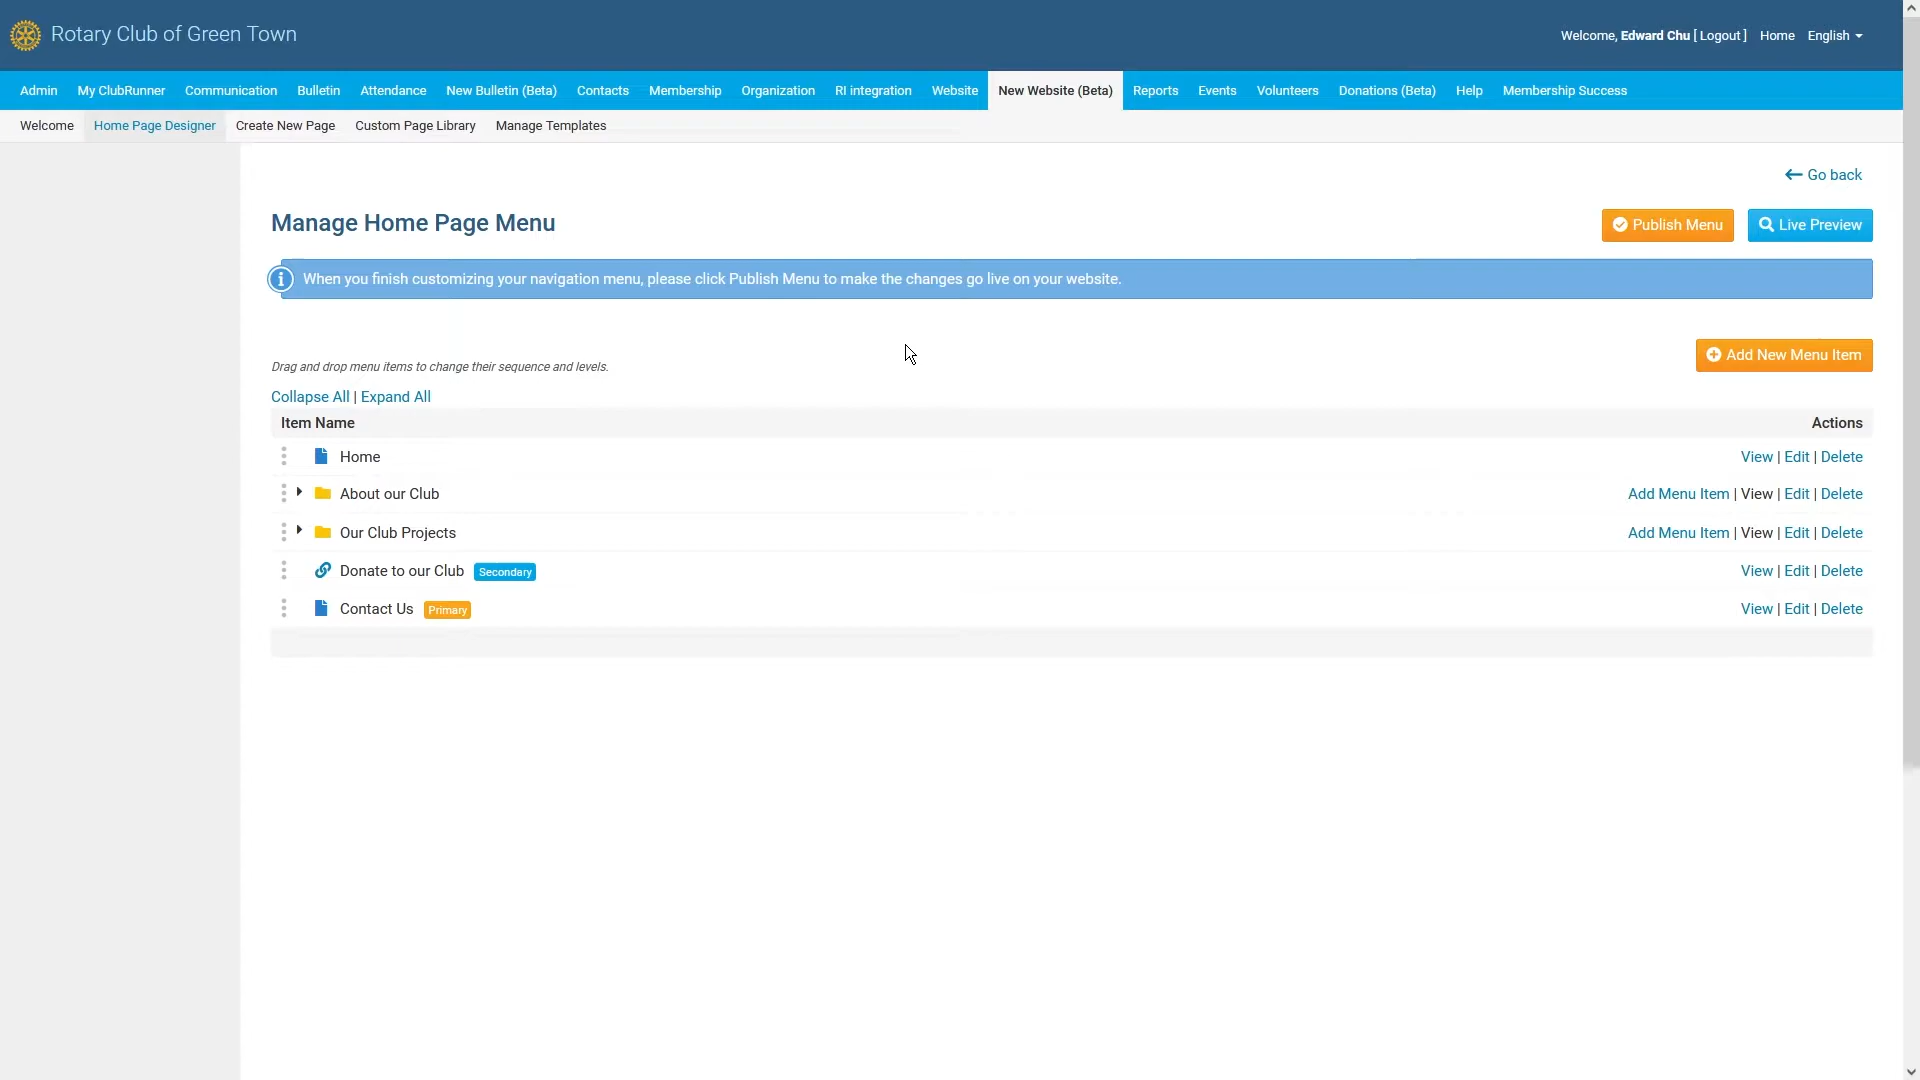 Rotary Club of Green Town
Welcome, Edward Chu [ Logout ] Home English
Admin My ClubRunner Communication Bulletin Attendance New Bulletin (Beta) Contacts Membership Organization RI integration Website New Website (Beta) Reports Events Volunteers Donations (Beta) Help Membership Success
Welcome Home Page Designer Create New Page Custom Page Library Manage Templates
Go back
Manage Home Page Menu
Publish Menu Live Preview
When you finish customizing your navigation menu, please click Publish Menu to make the changes go live on your website.
Add New Menu Item
Drag and drop menu items to change their sequence and levels.
Collapse All | Expand All
Item Name Actions
Home View | Edit | Delete
About our Club Add Menu Item | View | Edit | Delete
Our Club Projects Add Menu Item | View | Edit | Delete
Donate to our Club Secondary View | Edit | Delete
Contact Us Primary View | Edit | Delete